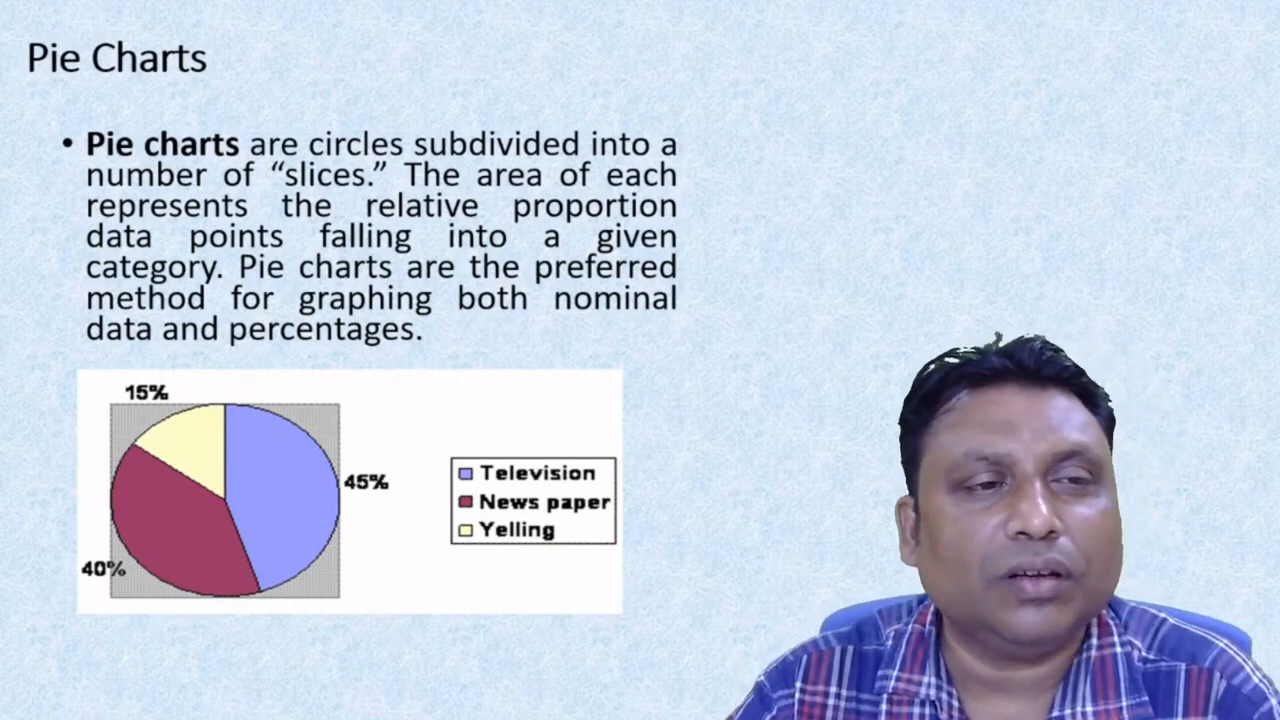 Pie Charts
• Pie charts are circles subdivided into a
number of “slices.” The area of each
represents the relative proportion
data points falling into a given
category. Pie charts are the preferred
method for graphing both nominal
data and percentages.
15%
45%
40%
Television
News paper
Yelling